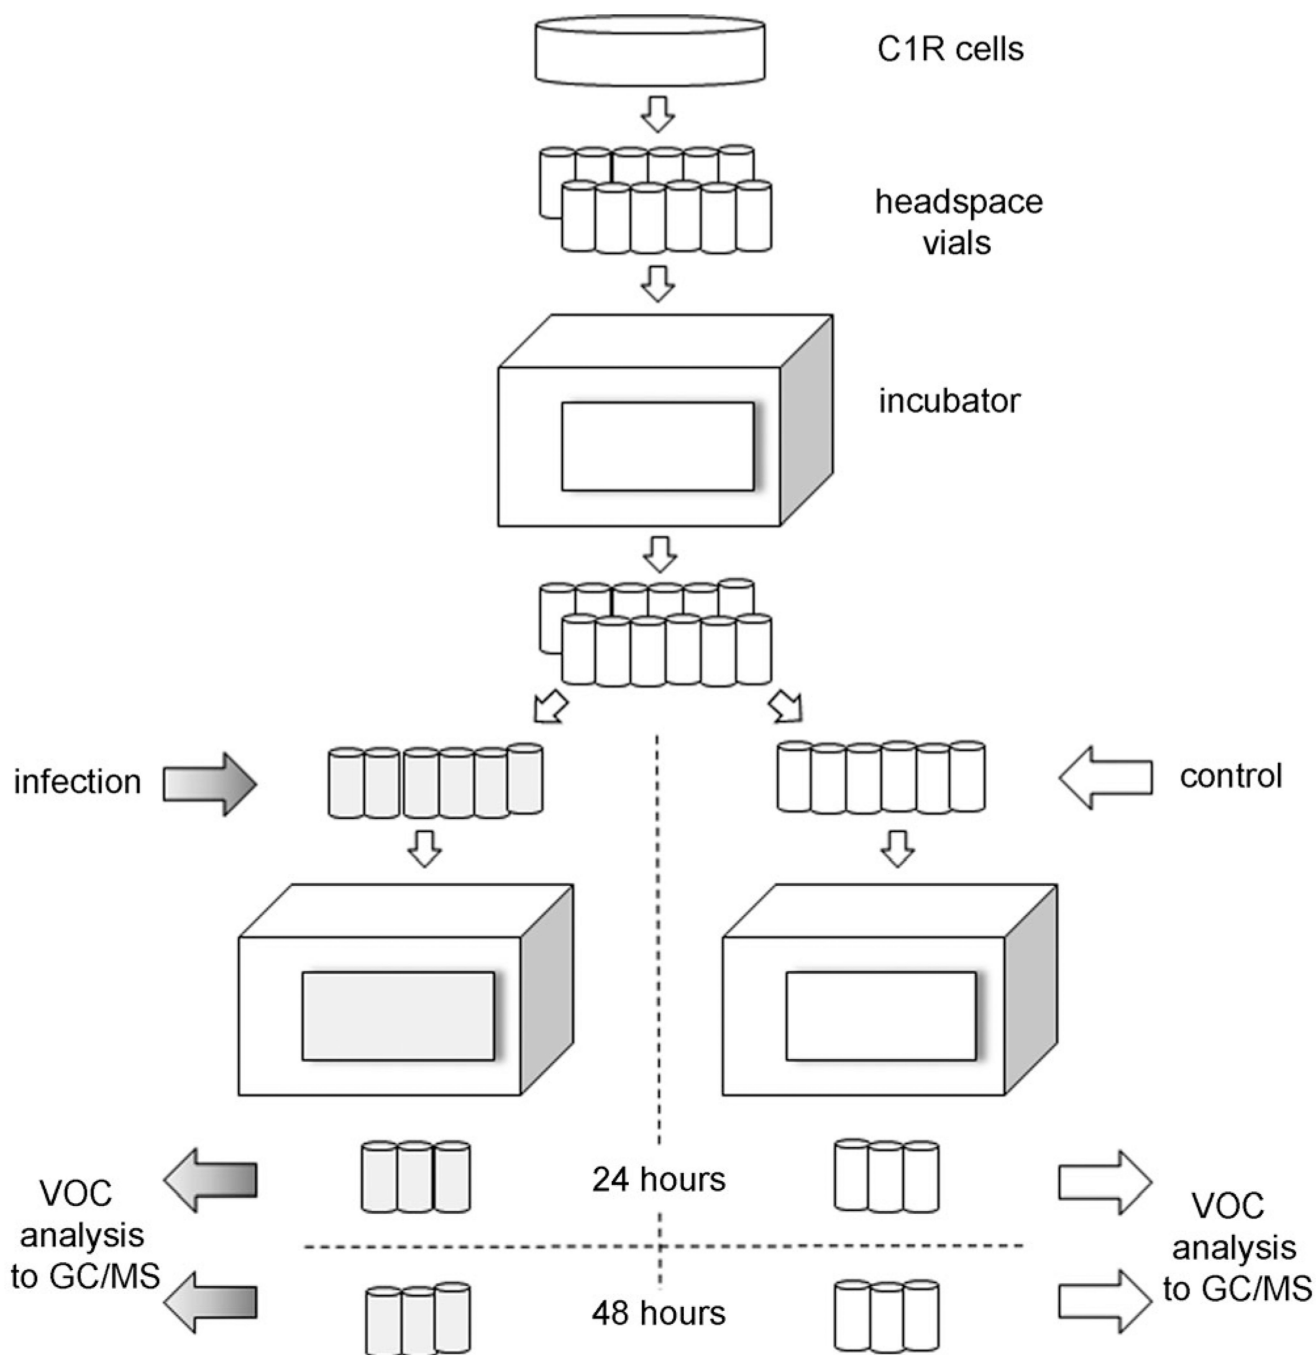 C1R cells
headspace
vials
incubator
infection
control
24 hours
VOC
analysis
to GC/MS
VOC
analysis
to GC/MS
48 hours